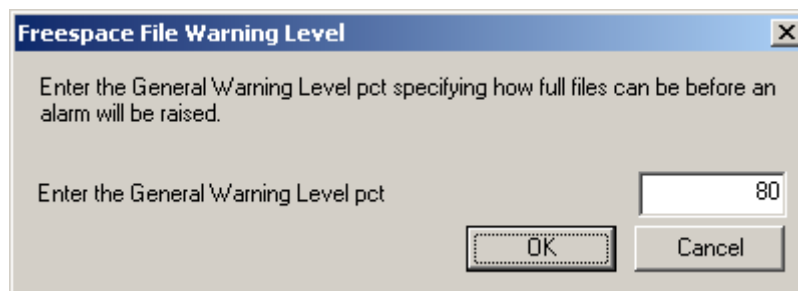 Freespace File Warning Level
Enter the General Warning Level pct specifying how full files can be before an
alarm will be raised.
Enter the General Warning Level pct
80
OK
Cancel